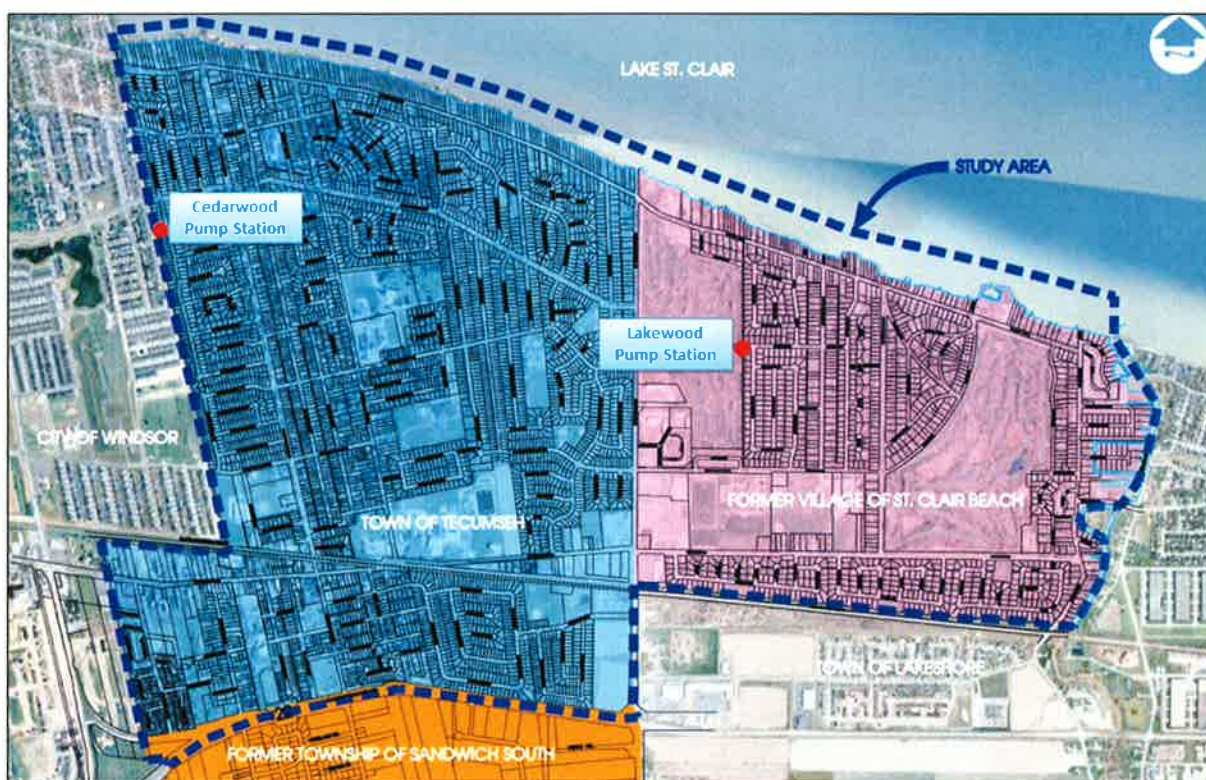 LAKE ST. CLAIR
STUDY AREA
Cedarwood
Pump Station
Lakewood
Pump Station
CITY OF WINDSOR
FORMER VILLAGE OF ST. CLAIR BEACH
TOWN OF TECUMSEH
TOWN OF LAKESHORE
FORMER TOWNSHIP OF SANDWICH SOUTH